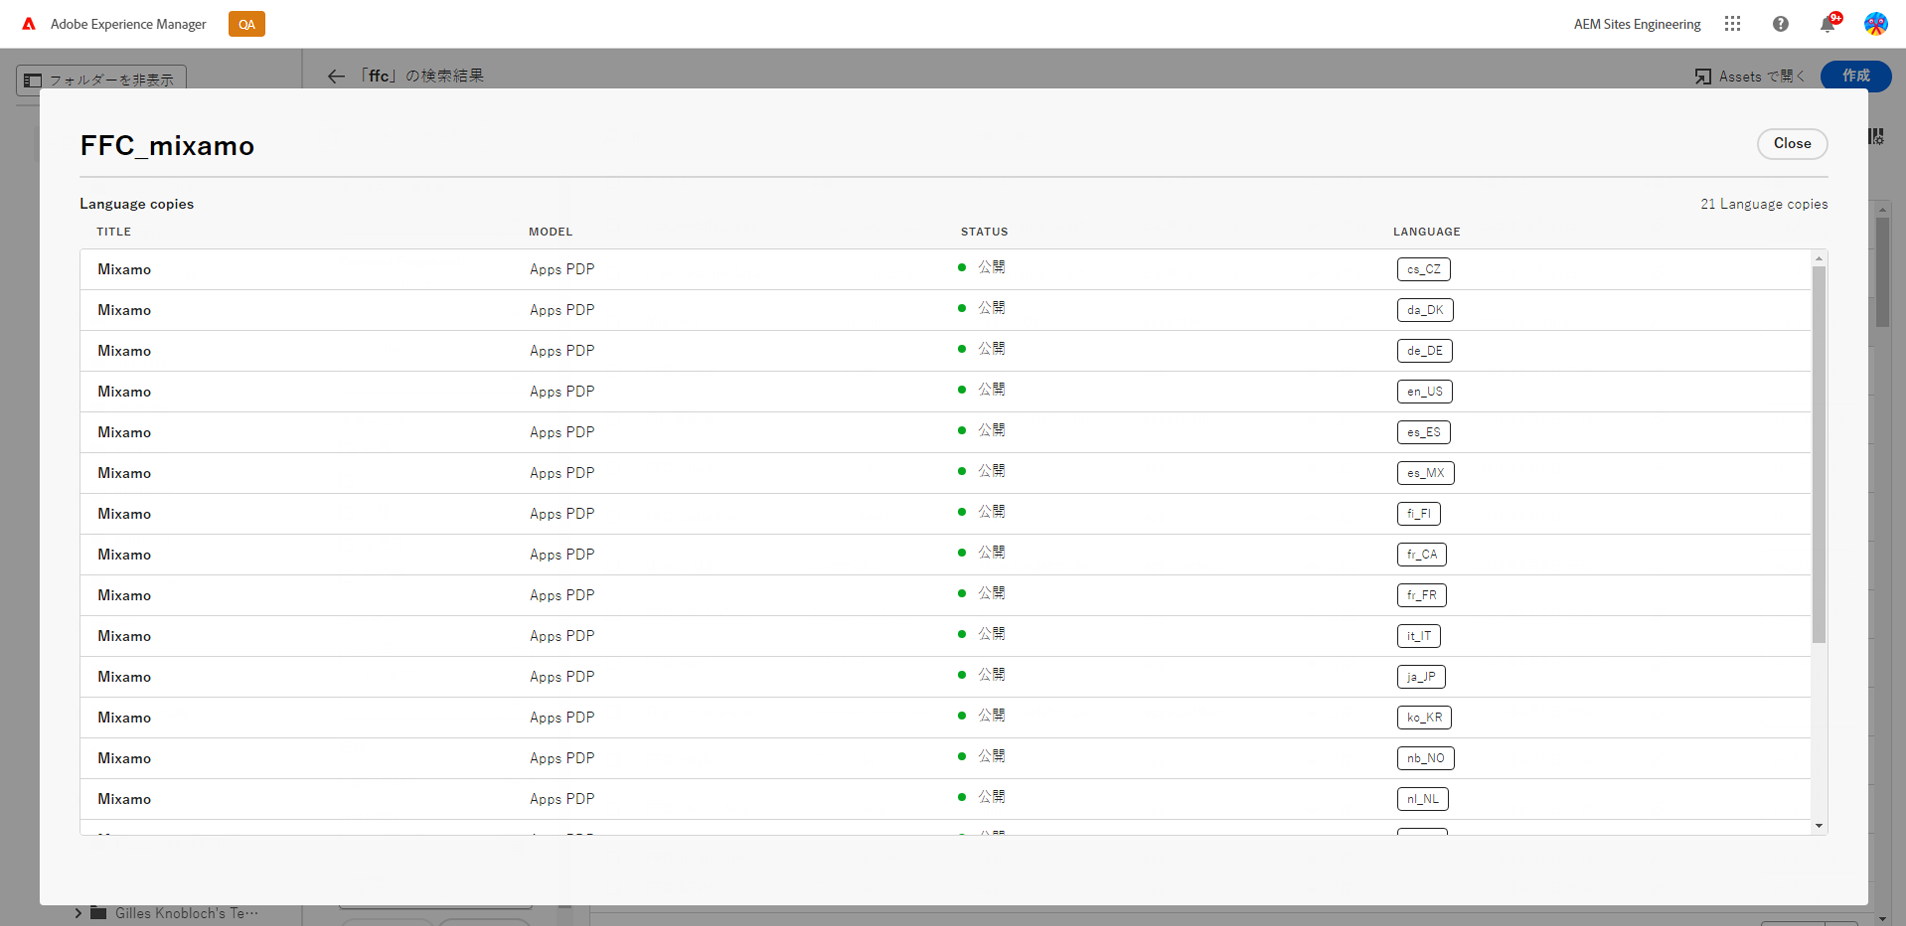 Adobe Experience Manager QA AEM Sites Engineering 9+
フォルダーを非表示 「ffc」の検索結果 Assets で開く 作成
FFC_mixamo Close
Language copies 21 Language copies
TITLE MODEL STATUS LANGUAGE
Mixamo Apps PDP 公開 cs_CZ
Mixamo Apps PDP 公開 da_DK
Mixamo Apps PDP 公開 de_DE
Mixamo Apps PDP 公開 en_US
Mixamo Apps PDP 公開 es_ES
Mixamo Apps PDP 公開 es_MX
Mixamo Apps PDP 公開 fi_FI
Mixamo Apps PDP 公開 fr_CA
Mixamo Apps PDP 公開 fr_FR
Mixamo Apps PDP 公開 it_IT
Mixamo Apps PDP 公開 ja_JP
Mixamo Apps PDP 公開 ko_KR
Mixamo Apps PDP 公開 nb_NO
Mixamo Apps PDP 公開 nl_NL
Gilles Knobloch's Te…